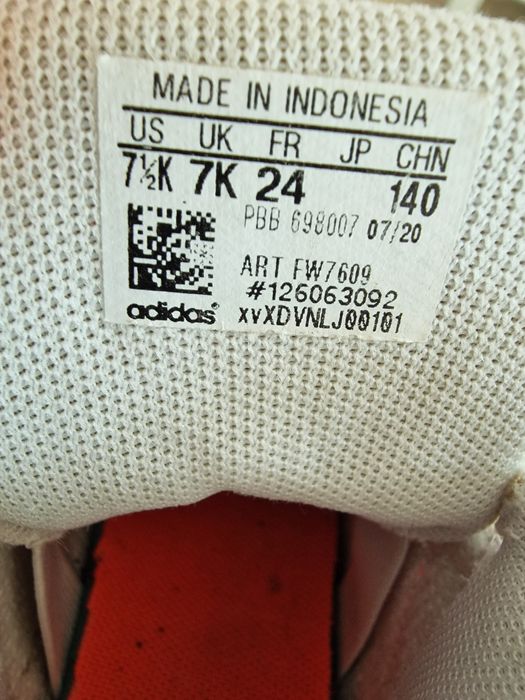 MADE IN INDONESIA
US UK FR JP CHN
7½K 7K 24 140
PBB 698007 07/20
ART FW7609
#126063092
adidas xvXDVNLJ00101